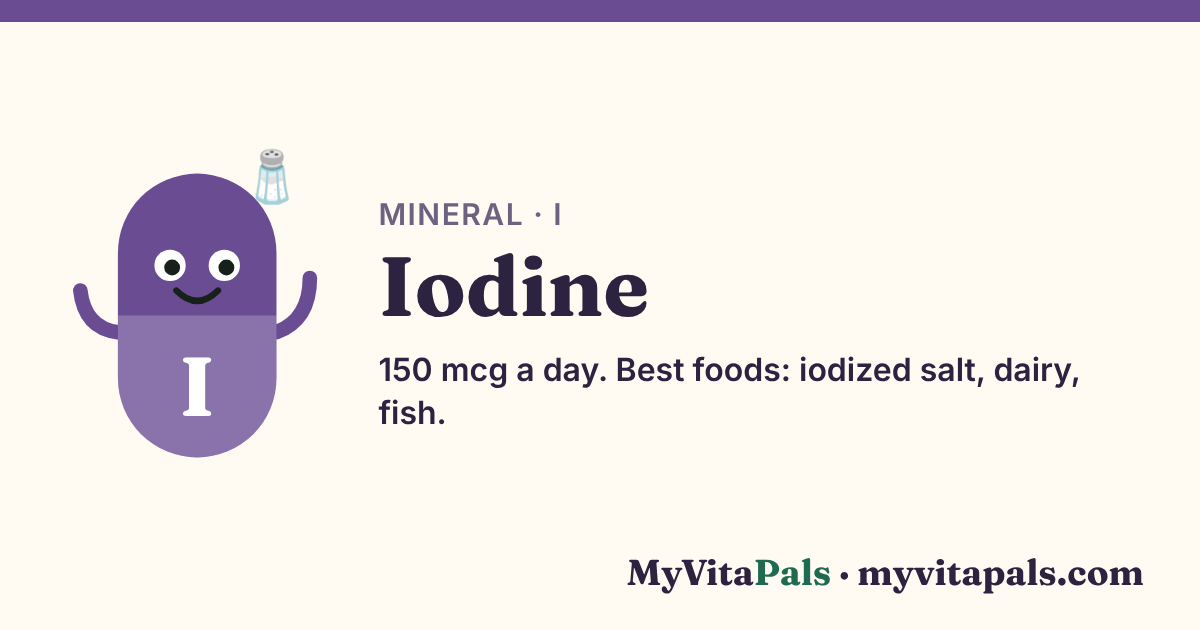 MINERAL · I
Iodine
150 mcg a day. Best foods: iodized salt, dairy,
fish.
I
MyVitaPals · myvitapals.com